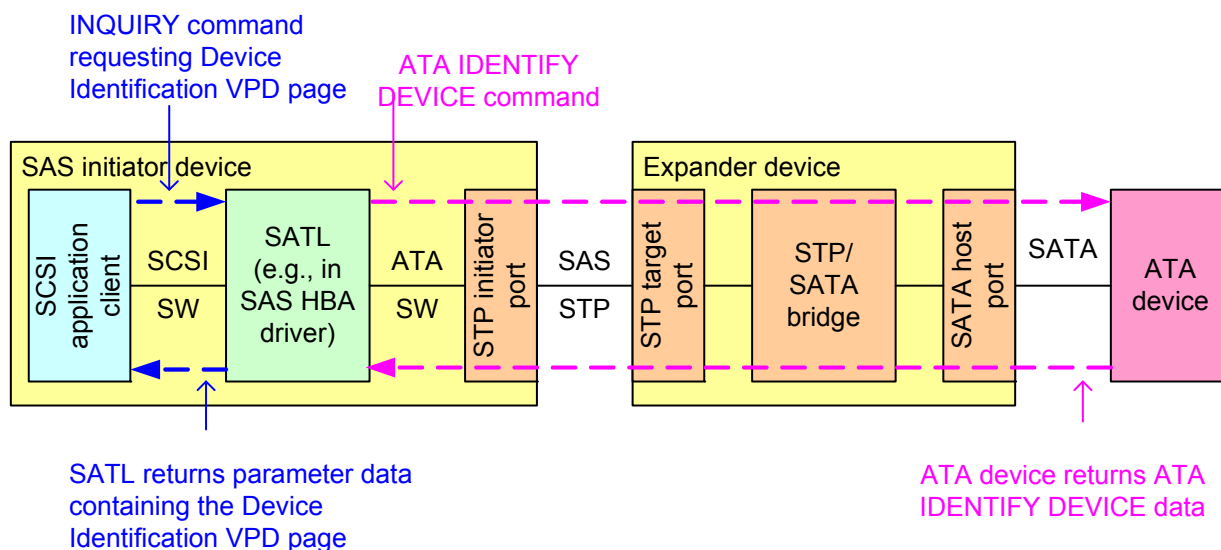 INQUIRY command
requesting Device
Identification VPD page
ATA IDENTIFY
DEVICE command
SAS initiator device
Expander device
SCSI
application
client
SCSI
SW
SATL
(e.g., in
SAS HBA
driver)
ATA
SW
STP initiator
port
SAS
STP
STP target
port
STP/
SATA
bridge
SATA host
port
SATA
ATA
device
SATL returns parameter data
containing the Device
Identification VPD page
ATA device returns ATA
IDENTIFY DEVICE data